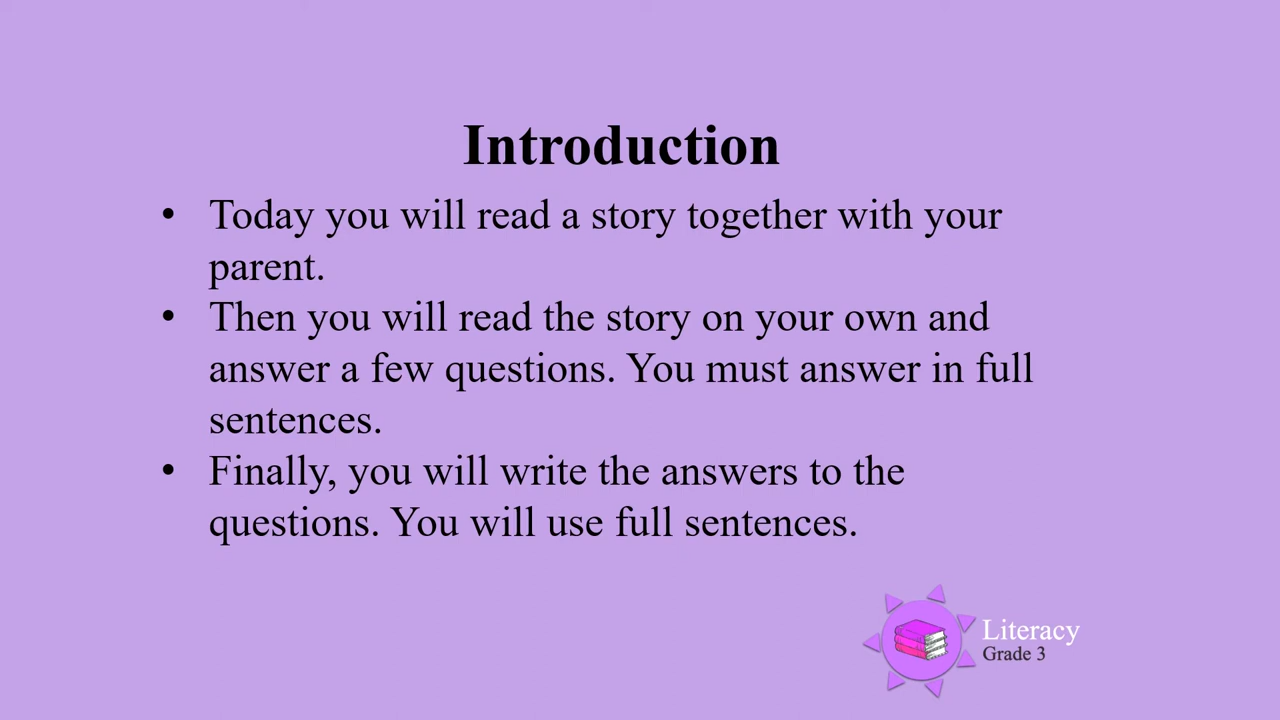 Introduction
• Today you will read a story together with your
parent.
• Then you will read the story on your own and
answer a few questions. You must answer in full
sentences.
• Finally, you will write the answers to the
questions. You will use full sentences.
Literacy
Grade 3